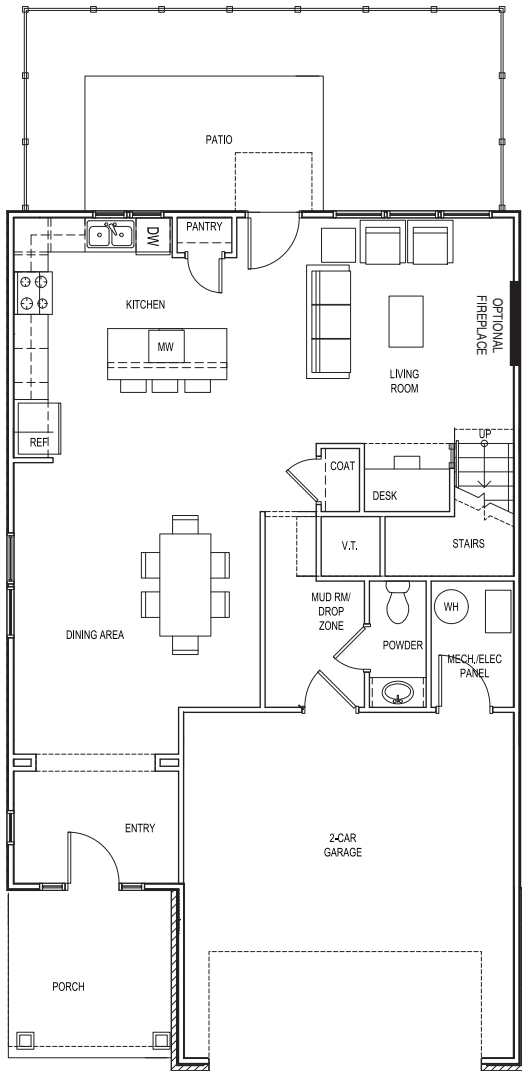 PATIO
PANTRY
DW
KITCHEN
OPTIONAL
FIREPLACE
MW
LIVING
ROOM
REF
UP
COAT
DESK
V.T.
STAIRS
MUD RM/
DROP
ZONE
WH
DINING AREA
POWDER
MECH./ELEC
PANEL
ENTRY
2-CAR
GARAGE
PORCH